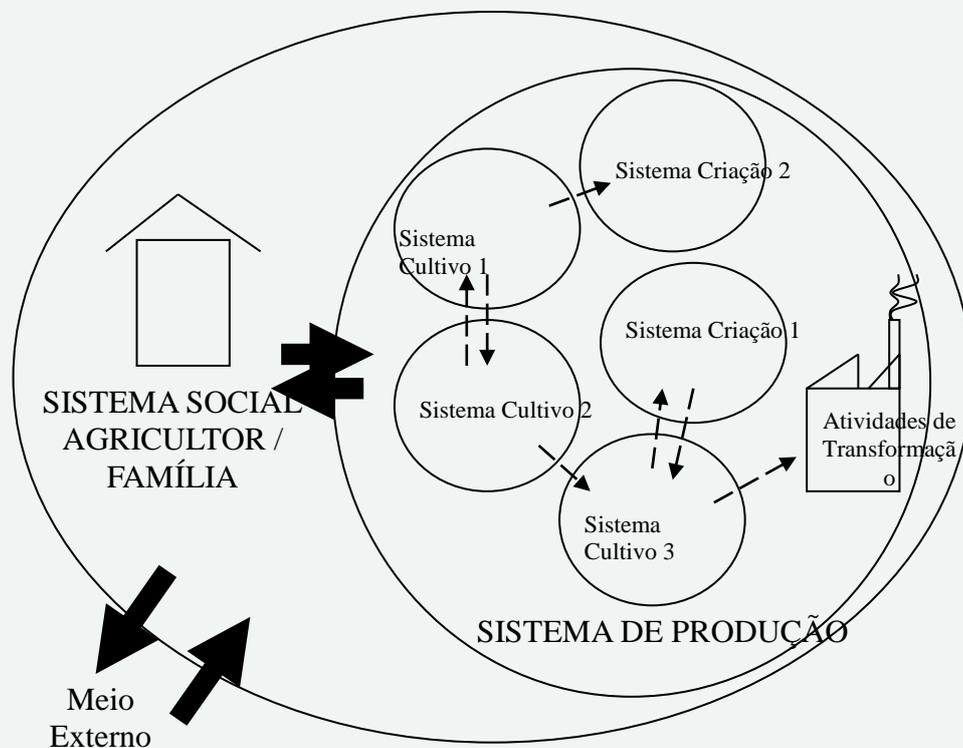 Sistema Criação 2
Sistema
Cultivo 1
Sistema Criação 1
SISTEMA SOCIAL
AGRICULTOR /
FAMÍLIA
Sistema Cultivo 2
Atividades de
Transformaçã
o
Sistema
Cultivo 3
SISTEMA DE PRODUÇÃO
Meio
Externo